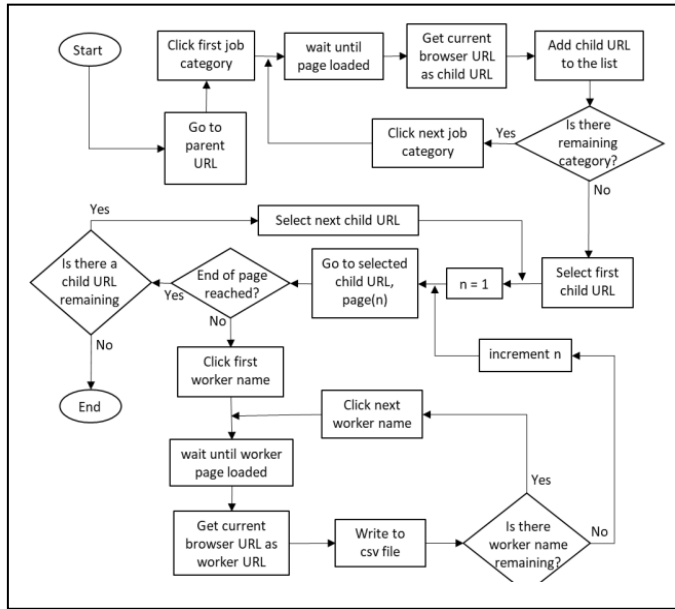 Start
Click first job
category
wait until
page loaded
Get current
browser URL
as child URL
Add child URL
to the list
Go to
parent
URL
Click next job
category
Yes
Is there
remaining
category?
No
Yes
Select next child URL
Is there a
child URL
remaining
Yes
End of page
reached?
Go to selected
child URL,
page(n)
n = 1
Select first
child URL
No
No
Click first
worker name
increment n
End
Click next
worker name
wait until worker
page loaded
Yes
Get current
browser URL as
worker URL
Write to
csv file
Is there
worker name
remaining?
No